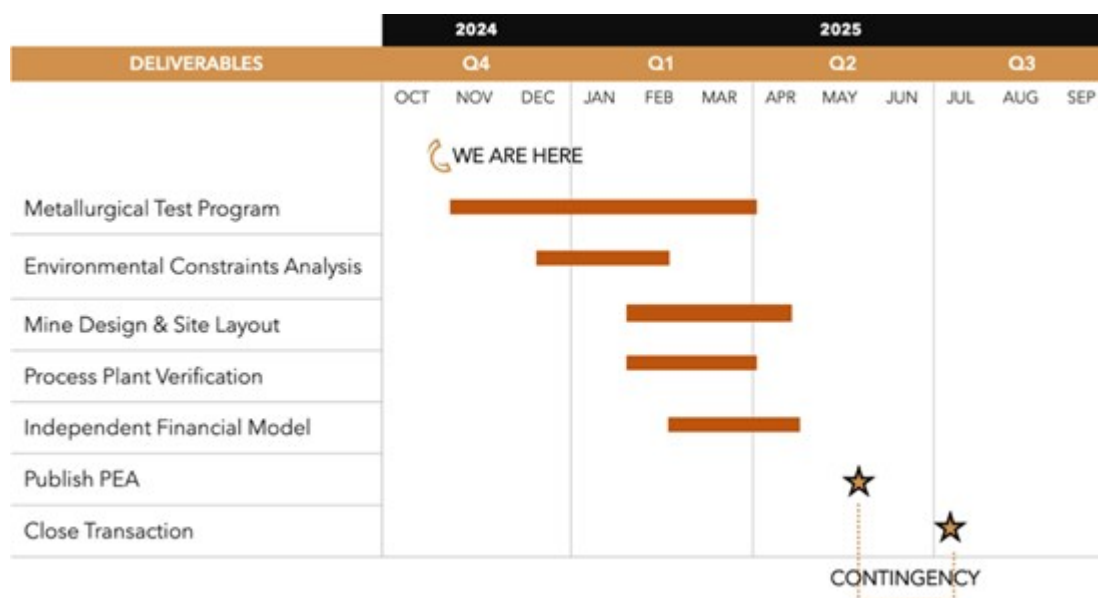 2024 2025
DELIVERABLES Q4 Q1 Q2 Q3
OCT NOV DEC JAN FEB MAR APR MAY JUN JUL AUG SEP
WE ARE HERE
Metallurgical Test Program
Environmental Constraints Analysis
Mine Design & Site Layout
Process Plant Verification
Independent Financial Model
Publish PEA
Close Transaction
CONTINGENCY